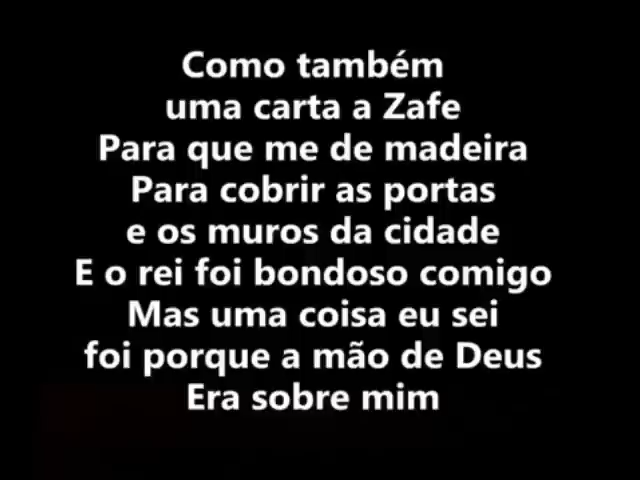 Como também
uma carta a Zafe
Para que me de madeira
Para cobrir as portas
e os muros da cidade
E o rei foi bondoso comigo
Mas uma coisa eu sei
foi porque a mão de Deus
Era sobre mim